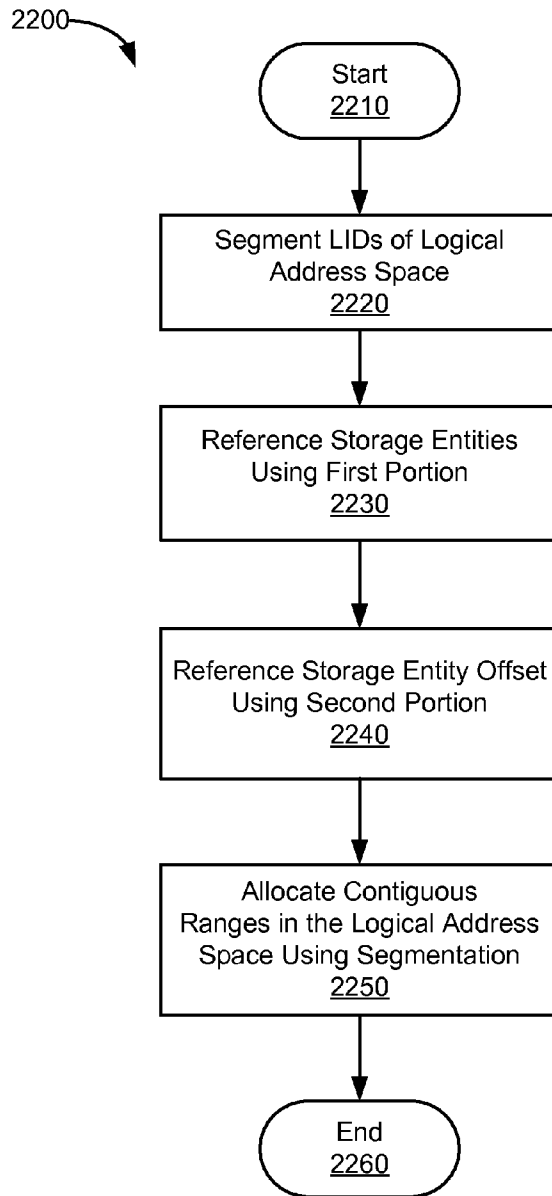 2200
Start
2210
Segment LIDs of Logical
Address Space
2220
Reference Storage Entities
Using First Portion
2230
Reference Storage Entity Offset
Using Second Portion
2240
Allocate Contiguous
Ranges in the Logical Address
Space Using Segmentation
2250
End
2260